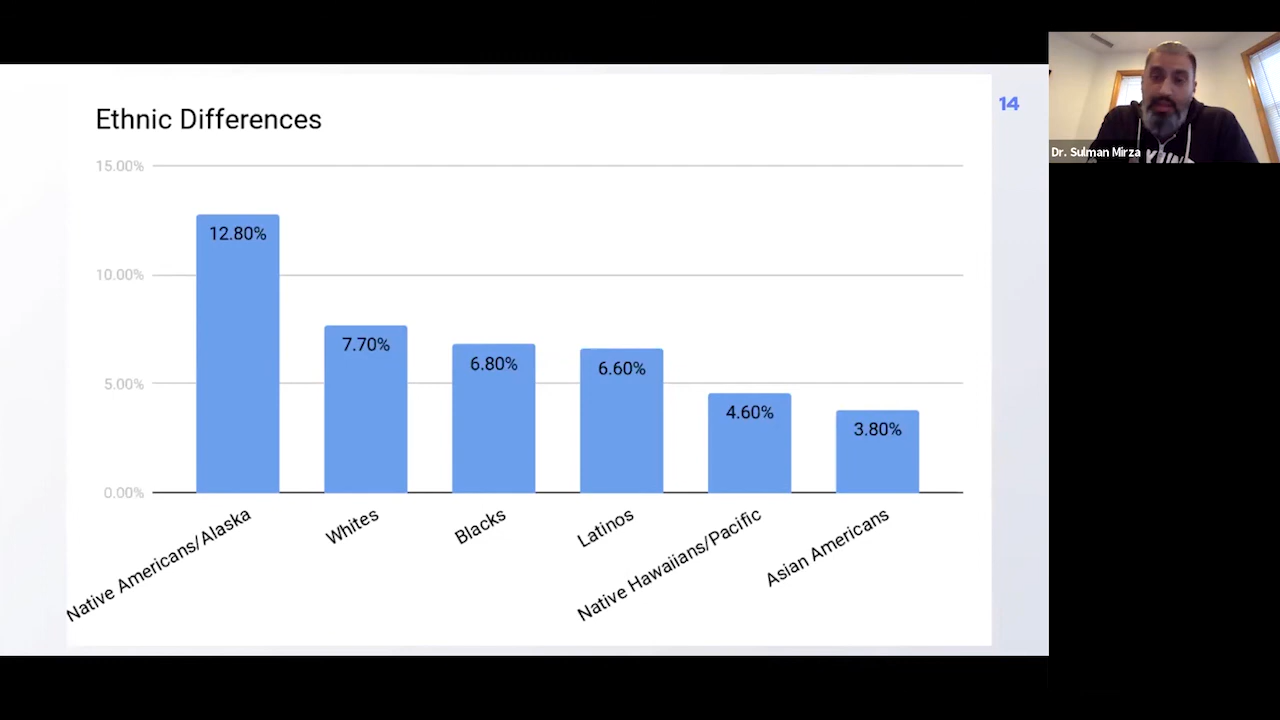 Ethnic Differences
14
15.00%
10.00%
5.00%
0.00%
12.80%
7.70%
6.80%
6.60%
4.60%
3.80%
Native Americans/Alaska
Whites
Blacks
Latinos
Native Hawaiians/Pacific
Asian Americans
Dr. Sulman Mirza